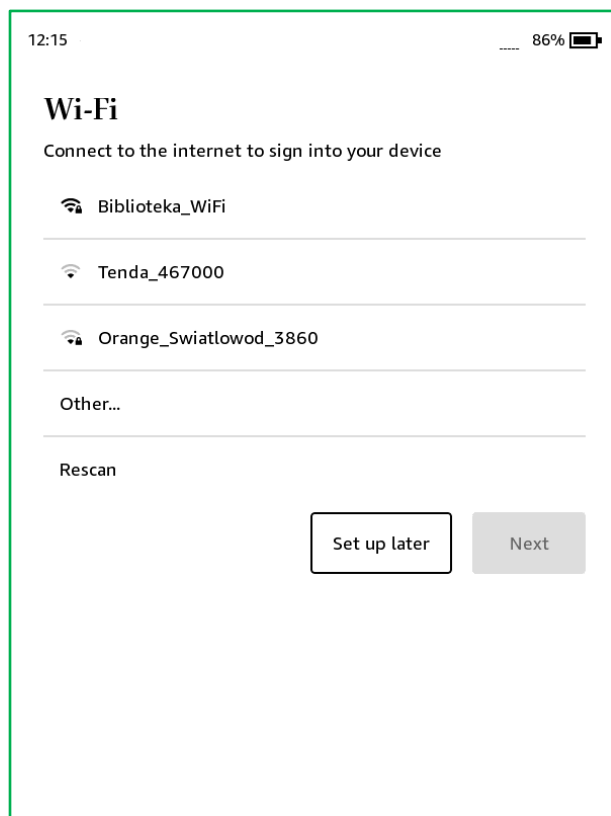 12:15 86%
Wi-Fi
Connect to the internet to sign into your device
Biblioteka_WiFi
Tenda_467000
Orange_Swiatlowod_3860
Other...
Rescan
Set up later Next